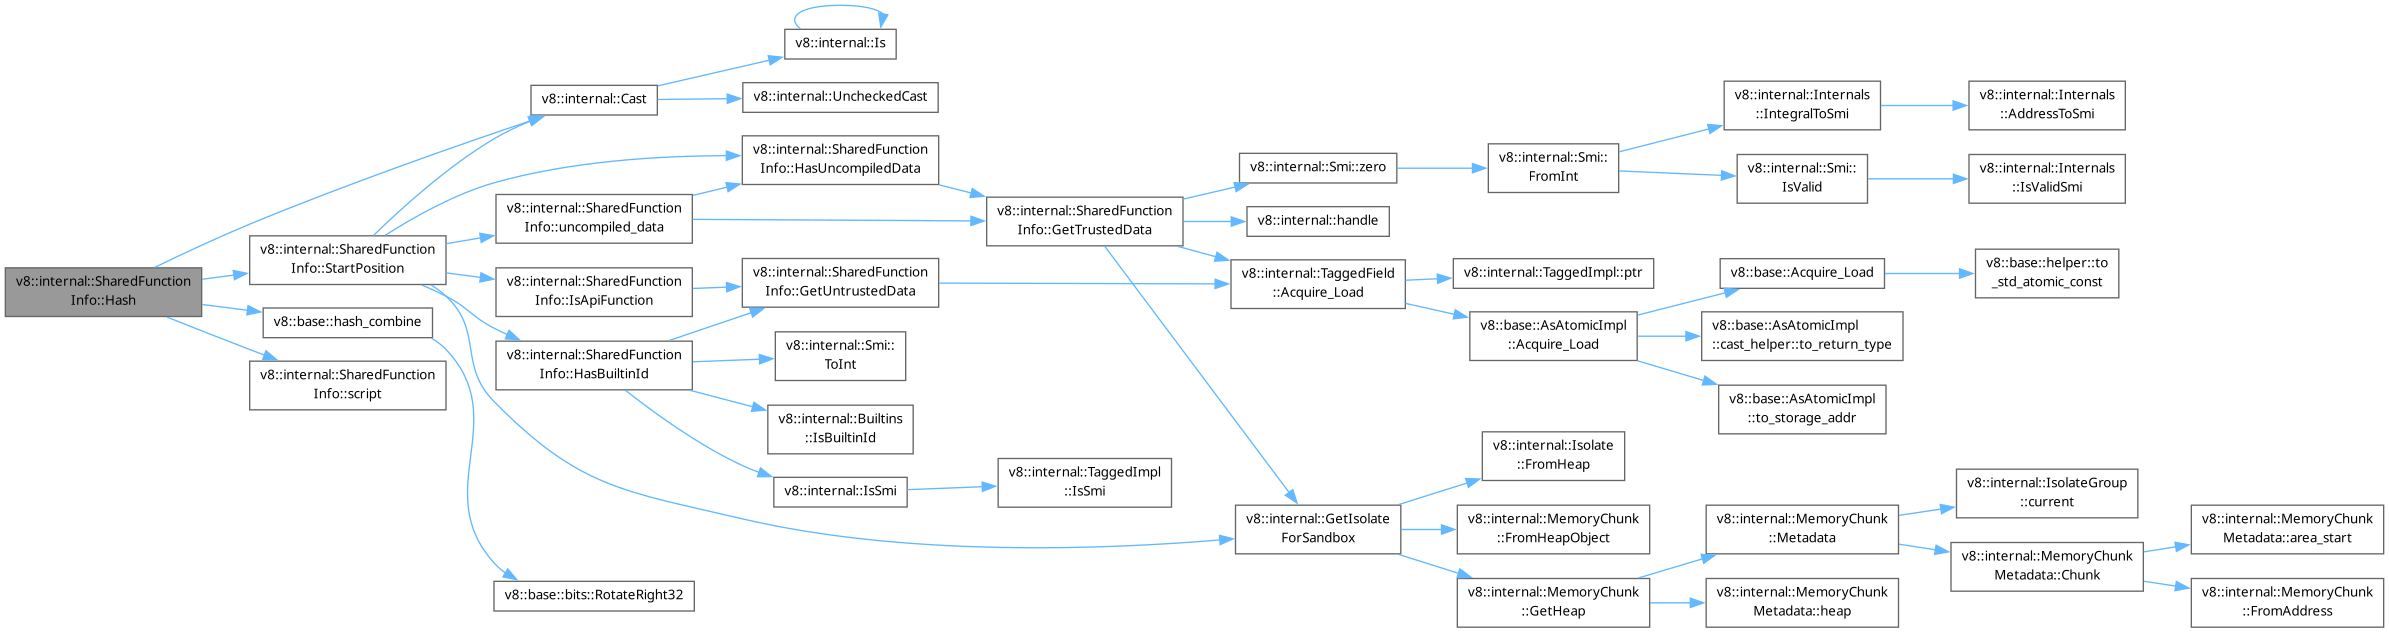 v8::internal::SharedFunction
Info::Hash
v8::internal::SharedFunction
Info::StartPosition
v8::base::hash_combine
v8::internal::SharedFunction
Info::script
v8::internal::Cast
v8::internal::SharedFunction
Info::uncompiled_data
v8::internal::SharedFunction
Info::IsApiFunction
v8::internal::SharedFunction
Info::HasBuiltinId
v8::base::bits::RotateRight32
v8::internal::Is
v8::internal::UncheckedCast
v8::internal::SharedFunction
Info::HasUncompiledData
v8::internal::SharedFunction
Info::GetUntrustedData
v8::internal::Smi::
ToInt
v8::internal::Builtins
::IsBuiltinId
v8::internal::IsSmi
v8::internal::SharedFunction
Info::GetTrustedData
v8::internal::TaggedImpl
::IsSmi
v8::internal::Smi::zero
v8::internal::handle
v8::internal::TaggedField
::Acquire_Load
v8::internal::GetIsolate
ForSandbox
v8::internal::Smi::
FromInt
v8::internal::TaggedImpl::ptr
v8::base::AsAtomicImpl
::Acquire_Load
v8::internal::Isolate
::FromHeap
v8::internal::MemoryChunk
::FromHeapObject
v8::internal::MemoryChunk
::GetHeap
v8::internal::Internals
::IntegralToSmi
v8::internal::Smi::
IsValid
v8::base::Acquire_Load
v8::base::AsAtomicImpl
::cast_helper::to_return_type
v8::base::AsAtomicImpl
::to_storage_addr
v8::internal::MemoryChunk
::Metadata
v8::internal::MemoryChunk
Metadata::heap
v8::internal::Internals
::AddressToSmi
v8::internal::Internals
::IsValidSmi
v8::base::helper::to
_std_atomic_const
v8::internal::IsolateGroup
::current
v8::internal::MemoryChunk
Metadata::Chunk
v8::internal::MemoryChunk
Metadata::area_start
v8::internal::MemoryChunk
::FromAddress